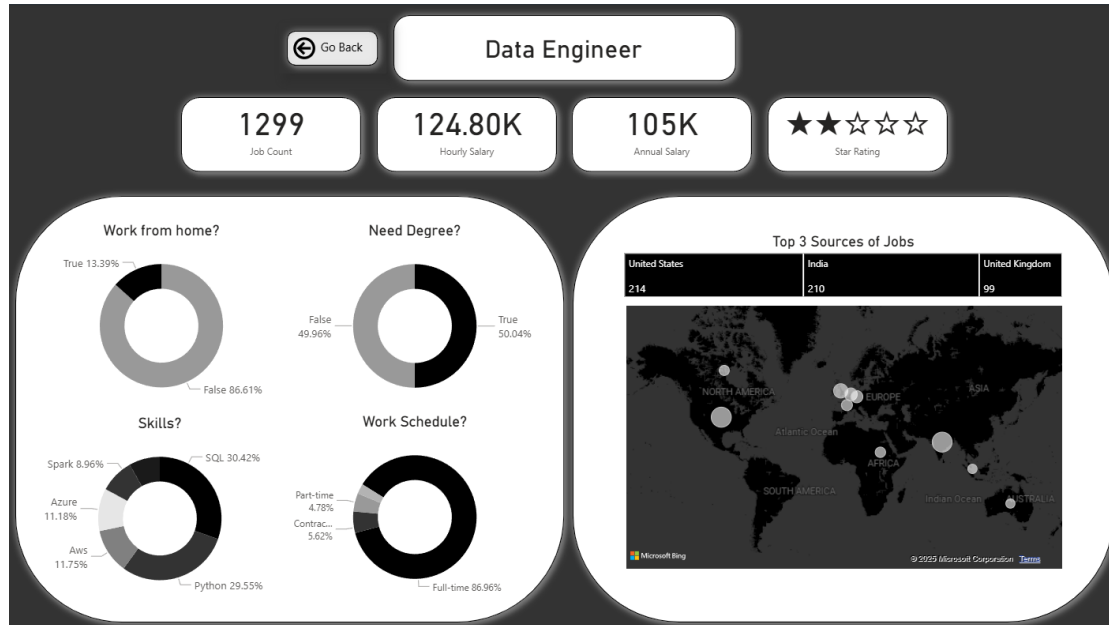 Go Back
Data Engineer
1299
Job Count
124.80K
Hourly Salary
105K
Annual Salary
Star Rating
Work from home?
True 13.39%
False 86.61%
Need Degree?
False
49.96%
True
50.04%
Skills?
Spark 8.96%
SQL 30.42%
Azure
11.18%
Aws
11.75%
Python 29.55%
Work Schedule?
Part-time
4.78%
Contrac...
5.62%
Full-time 86.96%
Top 3 Sources of Jobs
United States
214
India
210
United Kingdom
99
NORTH AMERICA
EUROPE
ASIA
Atlantic Ocean
AFRICA
SOUTH AMERICA
Indian Ocean
AUSTRALIA
Microsoft Bing
© 2025 Microsoft Corporation Terms